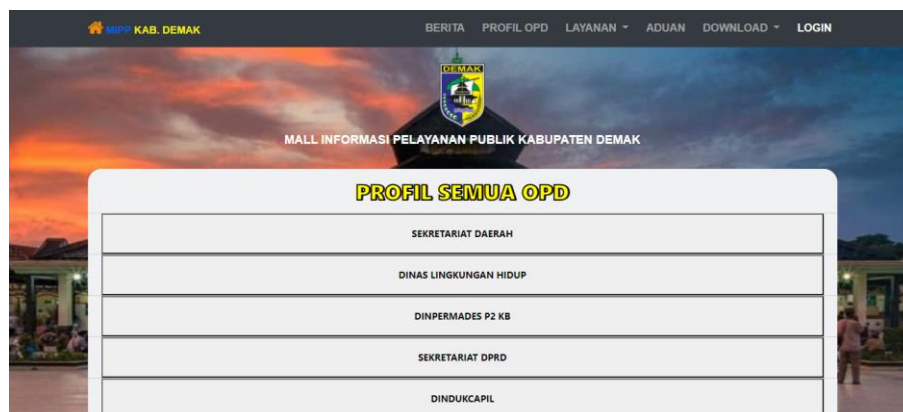 MIPP KAB. DEMAK
BERITA PROFIL OPD LAYANAN ADUAN DOWNLOAD LOGIN
DEMAK
MALL INFORMASI PELAYANAN PUBLIK KABUPATEN DEMAK
PROFIL SEMUA OPD
SEKRETARIAT DAERAH
DINAS LINGKUNGAN HIDUP
DINPERMADES P2 KB
SEKRETARIAT DPRD
DINDUKCAPIL